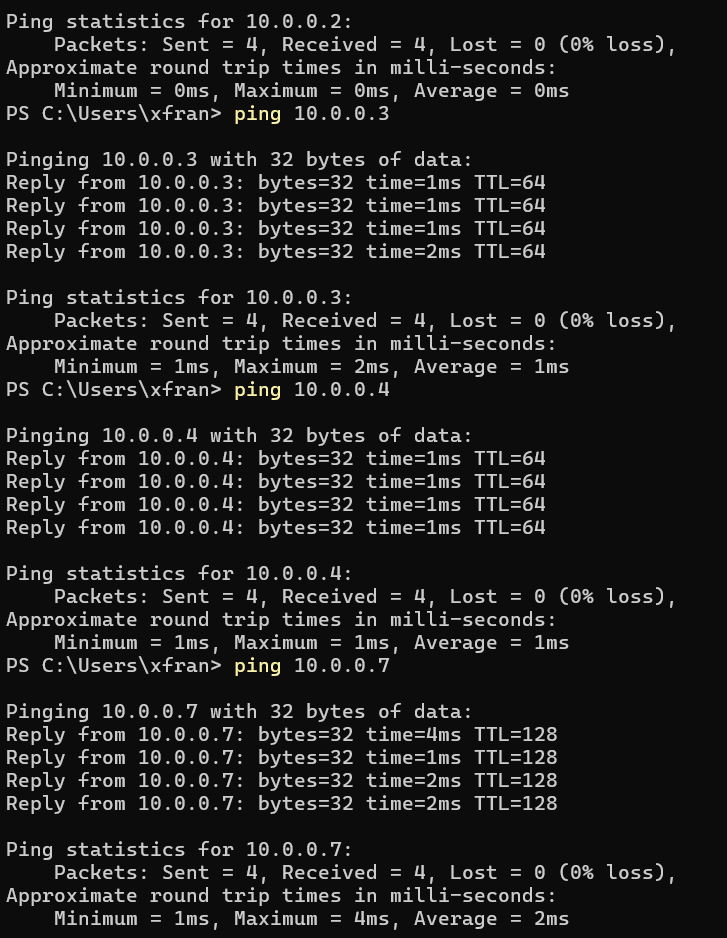 Ping statistics for 10.0.0.2:
    Packets: Sent = 4, Received = 4, Lost = 0 (0% loss),
Approximate round trip times in milli-seconds:
    Minimum = 0ms, Maximum = 0ms, Average = 0ms
PS C:\Users\xfran> ping 10.0.0.3

Pinging 10.0.0.3 with 32 bytes of data:
Reply from 10.0.0.3: bytes=32 time=1ms TTL=64
Reply from 10.0.0.3: bytes=32 time=1ms TTL=64
Reply from 10.0.0.3: bytes=32 time=1ms TTL=64
Reply from 10.0.0.3: bytes=32 time=2ms TTL=64

Ping statistics for 10.0.0.3:
    Packets: Sent = 4, Received = 4, Lost = 0 (0% loss),
Approximate round trip times in milli-seconds:
    Minimum = 1ms, Maximum = 2ms, Average = 1ms
PS C:\Users\xfran> ping 10.0.0.4

Pinging 10.0.0.4 with 32 bytes of data:
Reply from 10.0.0.4: bytes=32 time=1ms TTL=64
Reply from 10.0.0.4: bytes=32 time=1ms TTL=64
Reply from 10.0.0.4: bytes=32 time=1ms TTL=64
Reply from 10.0.0.4: bytes=32 time=1ms TTL=64

Ping statistics for 10.0.0.4:
    Packets: Sent = 4, Received = 4, Lost = 0 (0% loss),
Approximate round trip times in milli-seconds:
    Minimum = 1ms, Maximum = 1ms, Average = 1ms
PS C:\Users\xfran> ping 10.0.0.7

Pinging 10.0.0.7 with 32 bytes of data:
Reply from 10.0.0.7: bytes=32 time=4ms TTL=128
Reply from 10.0.0.7: bytes=32 time=1ms TTL=128
Reply from 10.0.0.7: bytes=32 time=2ms TTL=128
Reply from 10.0.0.7: bytes=32 time=2ms TTL=128

Ping statistics for 10.0.0.7:
    Packets: Sent = 4, Received = 4, Lost = 0 (0% loss),
Approximate round trip times in milli-seconds:
    Minimum = 1ms, Maximum = 4ms, Average = 2ms